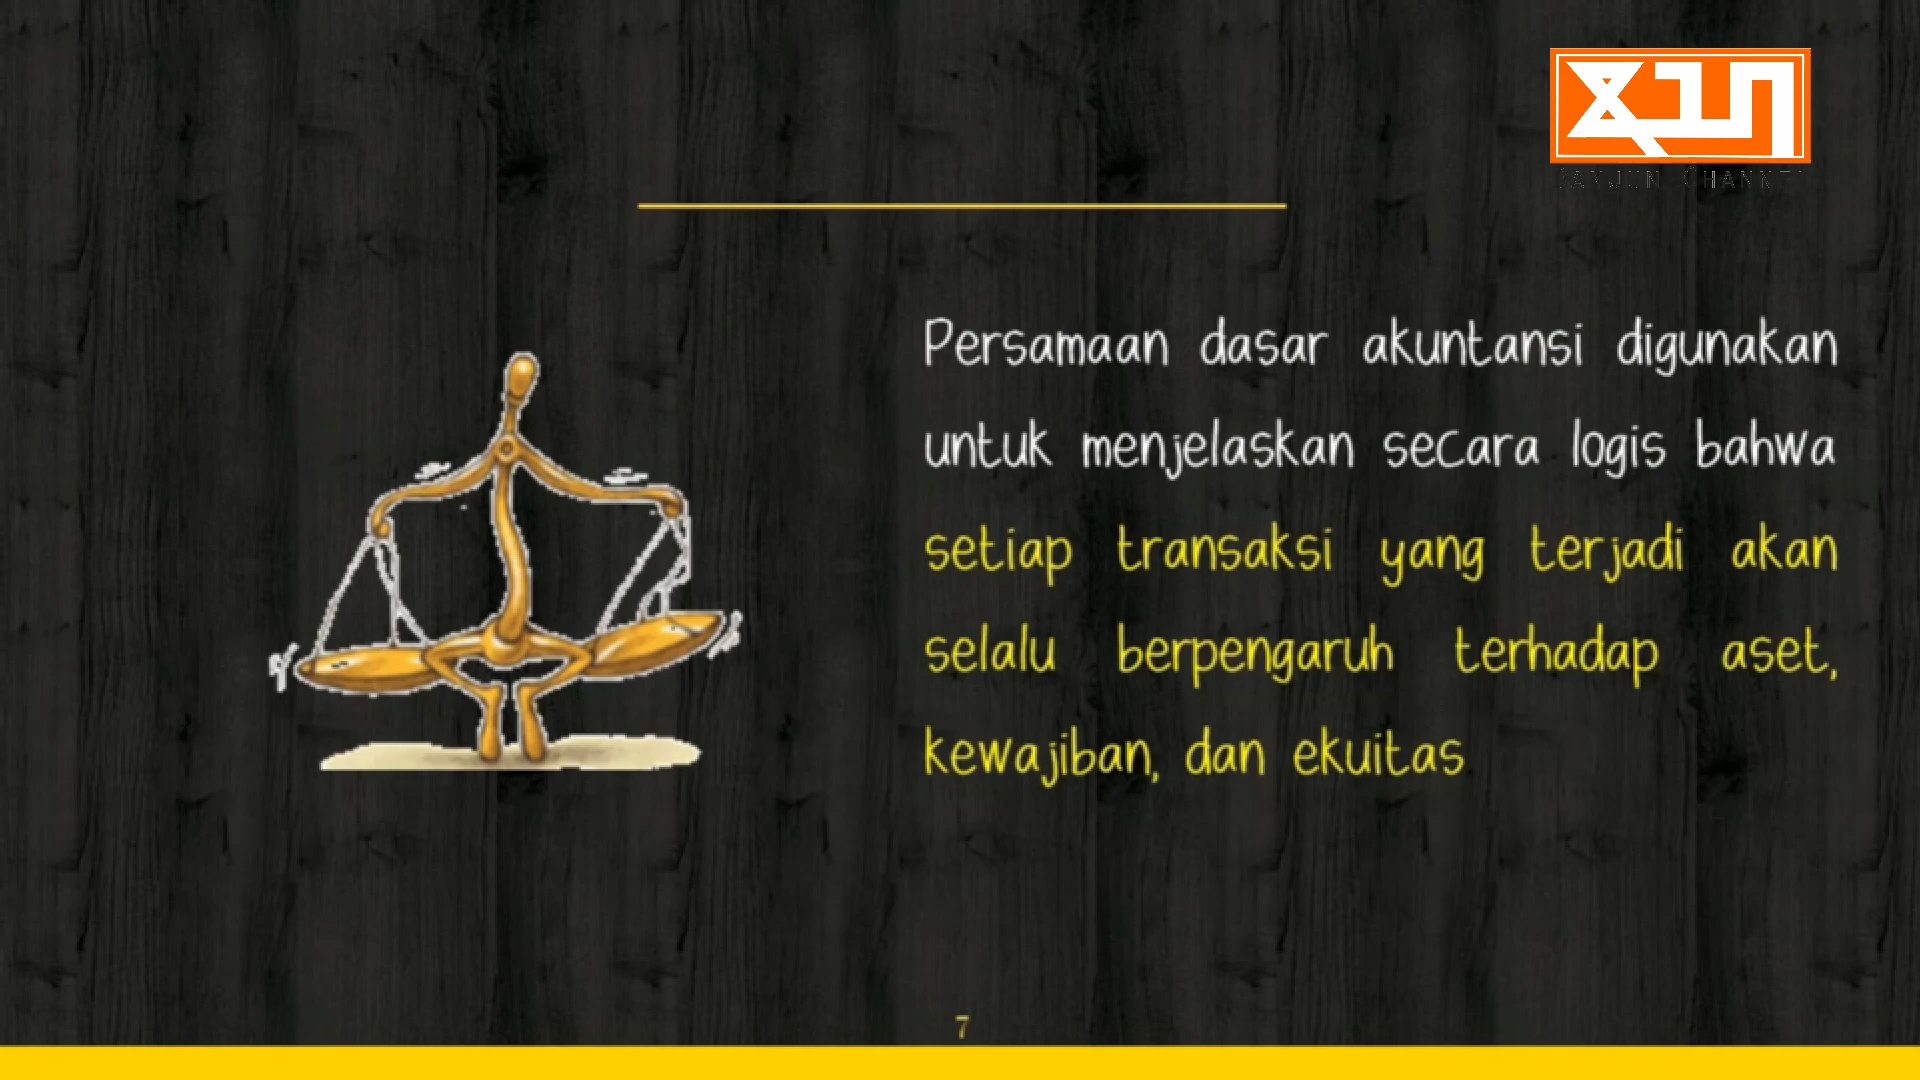 Persamaan dasar akuntansi digunakan
untuk menjelaskan secara logis bahwa
setiap transaksi yang terjadi akan
selalu berpengaruh terhadap aset,
kewajiban, dan ekuitas
7